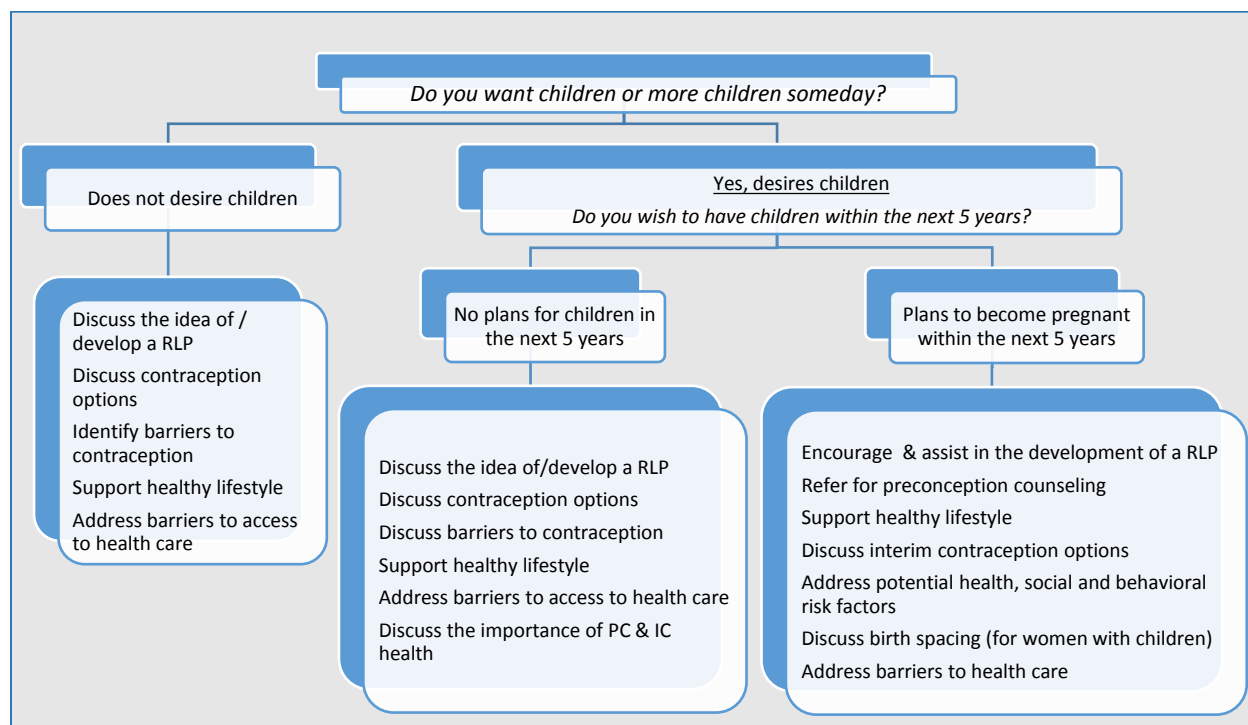 Do you want children or more children someday?
Does not desire children
Yes, desires children
Do you wish to have children within the next 5 years?
Discuss the idea of /
develop a RLP
Discuss contraception
options
Identify barriers to
contraception
Support healthy lifestyle
Address barriers to access
to health care
No plans for children in
the next 5 years
Discuss the idea of/develop a RLP
Discuss contraception options
Discuss barriers to contraception
Support healthy lifestyle
Address barriers to access to health care
Discuss the importance of PC & IC
health
Plans to become pregnant
within the next 5 years
Encourage & assist in the development of a RLP
Refer for preconception counseling
Support healthy lifestyle
Discuss interim contraception options
Address potential health, social and behavioral
risk factors
Discuss birth spacing (for women with children)
Address barriers to health care